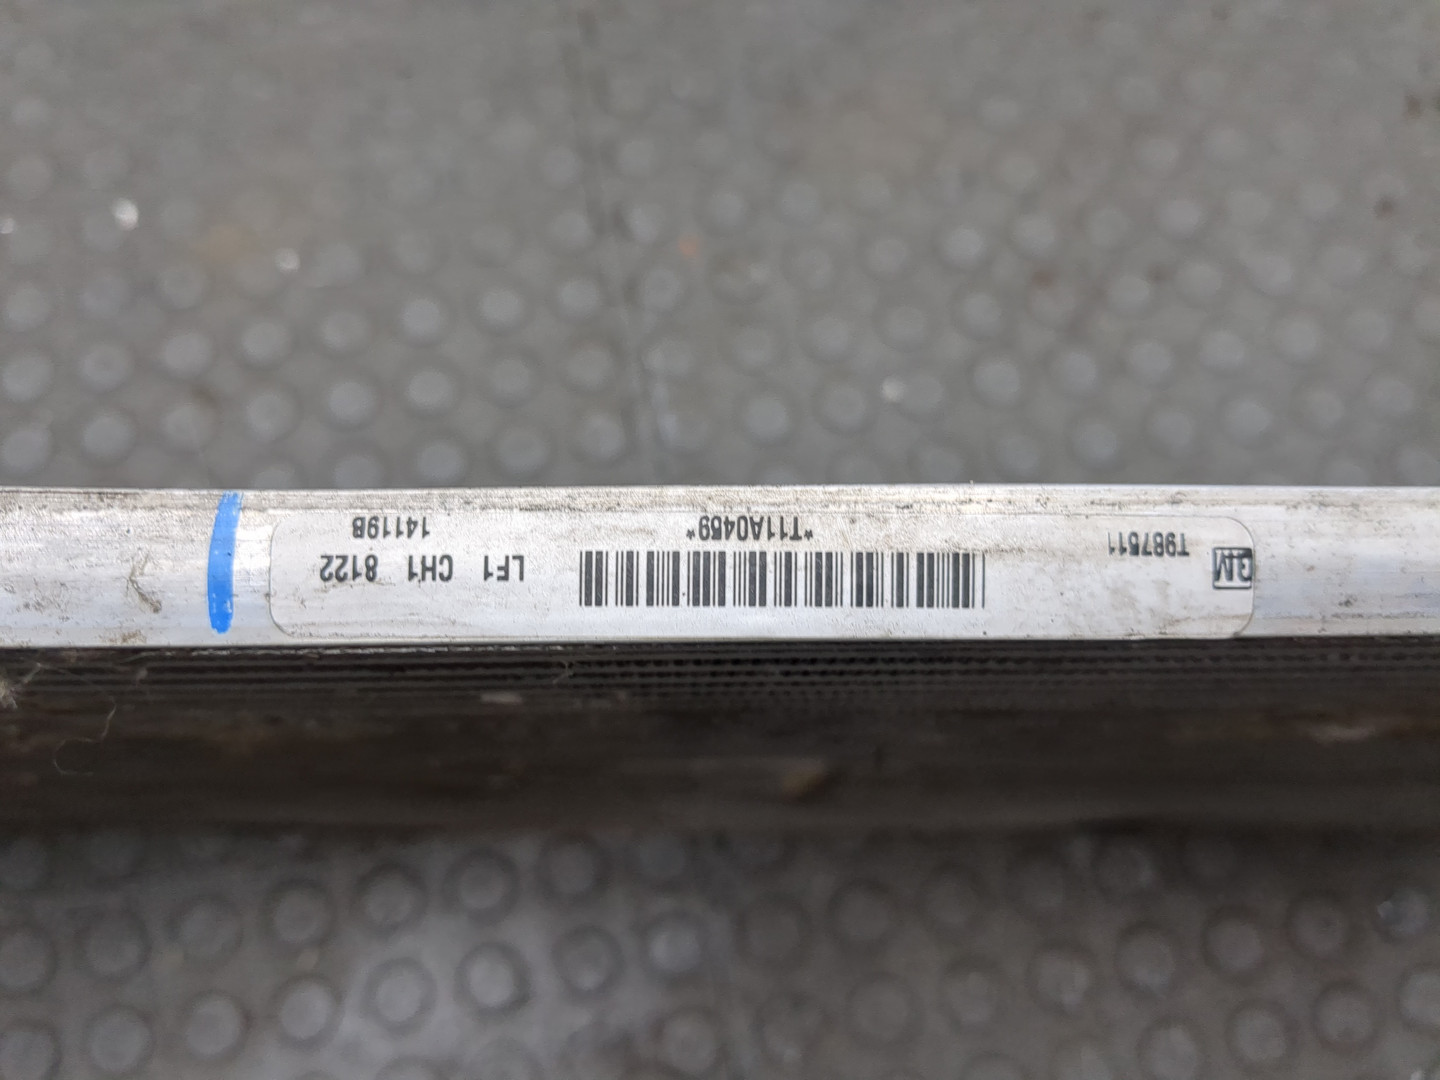 GM
T987511
*T11A0459*
LF1 CH1 8122
14119B